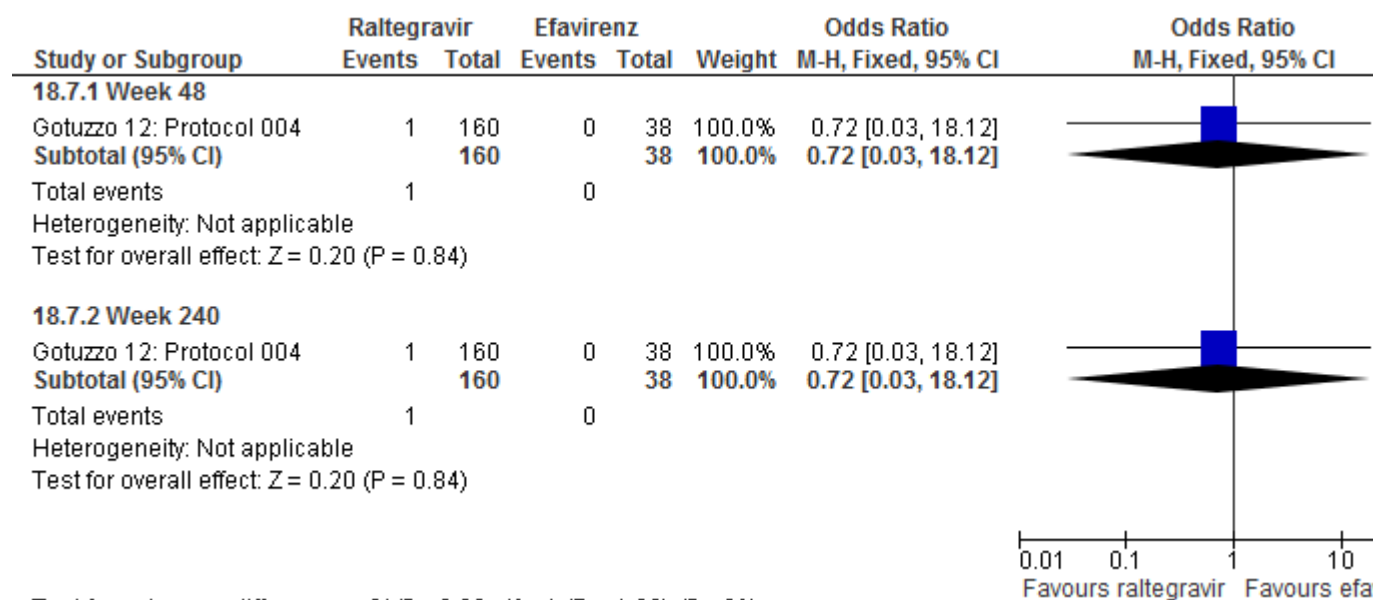 Raltegravir Efavirenz Odds Ratio Odds Ratio
Study or Subgroup Events Total Events Total Weight M-H, Fixed, 95% CI M-H, Fixed, 95% CI
18.7.1 Week 48
Gotuzzo 12: Protocol 004 1 160 0 38 100.0% 0.72 [0.03, 18.12]
Subtotal (95% CI) 160 38 100.0% 0.72 [0.03, 18.12]
Total events 1 0
Heterogeneity: Not applicable
Test for overall effect: Z = 0.20 (P = 0.84)
18.7.2 Week 240
Gotuzzo 12: Protocol 004 1 160 0 38 100.0% 0.72 [0.03, 18.12]
Subtotal (95% CI) 160 38 100.0% 0.72 [0.03, 18.12]
Total events 1 0
Heterogeneity: Not applicable
Test for overall effect: Z = 0.20 (P = 0.84)
0.01 0.1 1 10
Favours raltegravir Favours efa